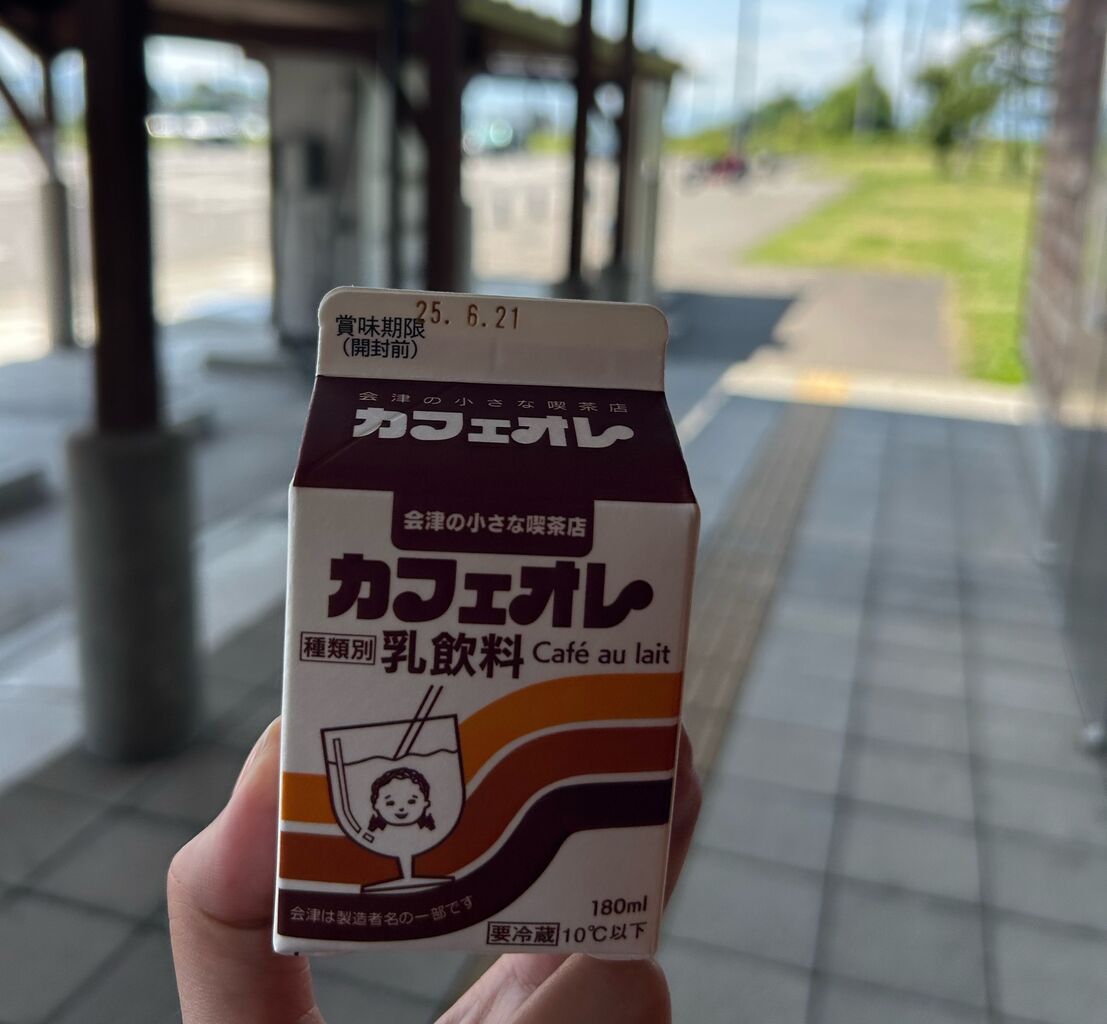 25. 6.21
賞味期限
(開封前)
会津の小さな喫茶店
カフェオレ
会津の小さな喫茶店
カフェオレ
種類別 乳飲料 Café au lait
会津は製造者名の一部です
180ml
要冷蔵 10℃以下